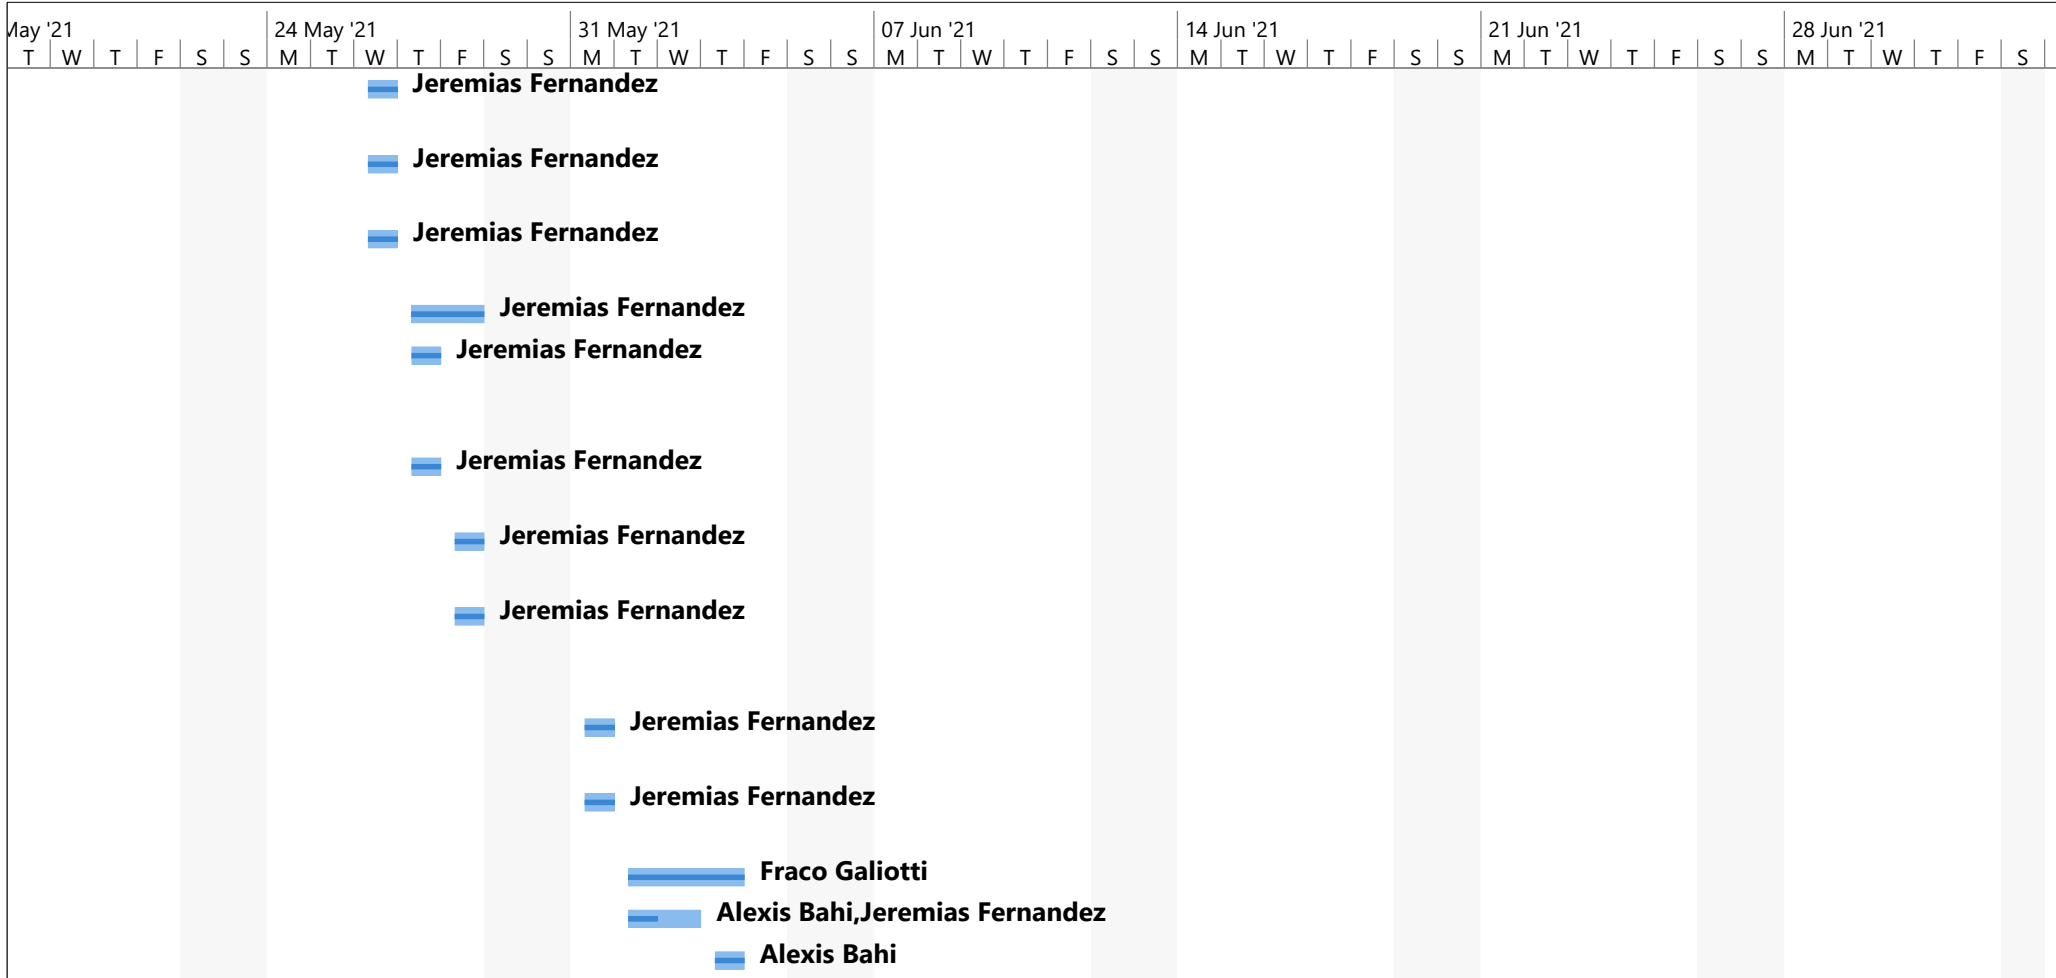 May '21 24 May '21 31 May '21 07 Jun '21 14 Jun '21 21 Jun '21 28 Jun '21
T W T F S S M T W T F S S M T W T F S S M T W T F S S M T W T F S S M T W T F S S M T W T F S
Jeremias Fernandez
Jeremias Fernandez
Jeremias Fernandez
Jeremias Fernandez
Jeremias Fernandez
Jeremias Fernandez
Jeremias Fernandez
Jeremias Fernandez
Jeremias Fernandez
Jeremias Fernandez
Fraco Galiotti
Alexis Bahi,Jeremias Fernandez
Alexis Bahi